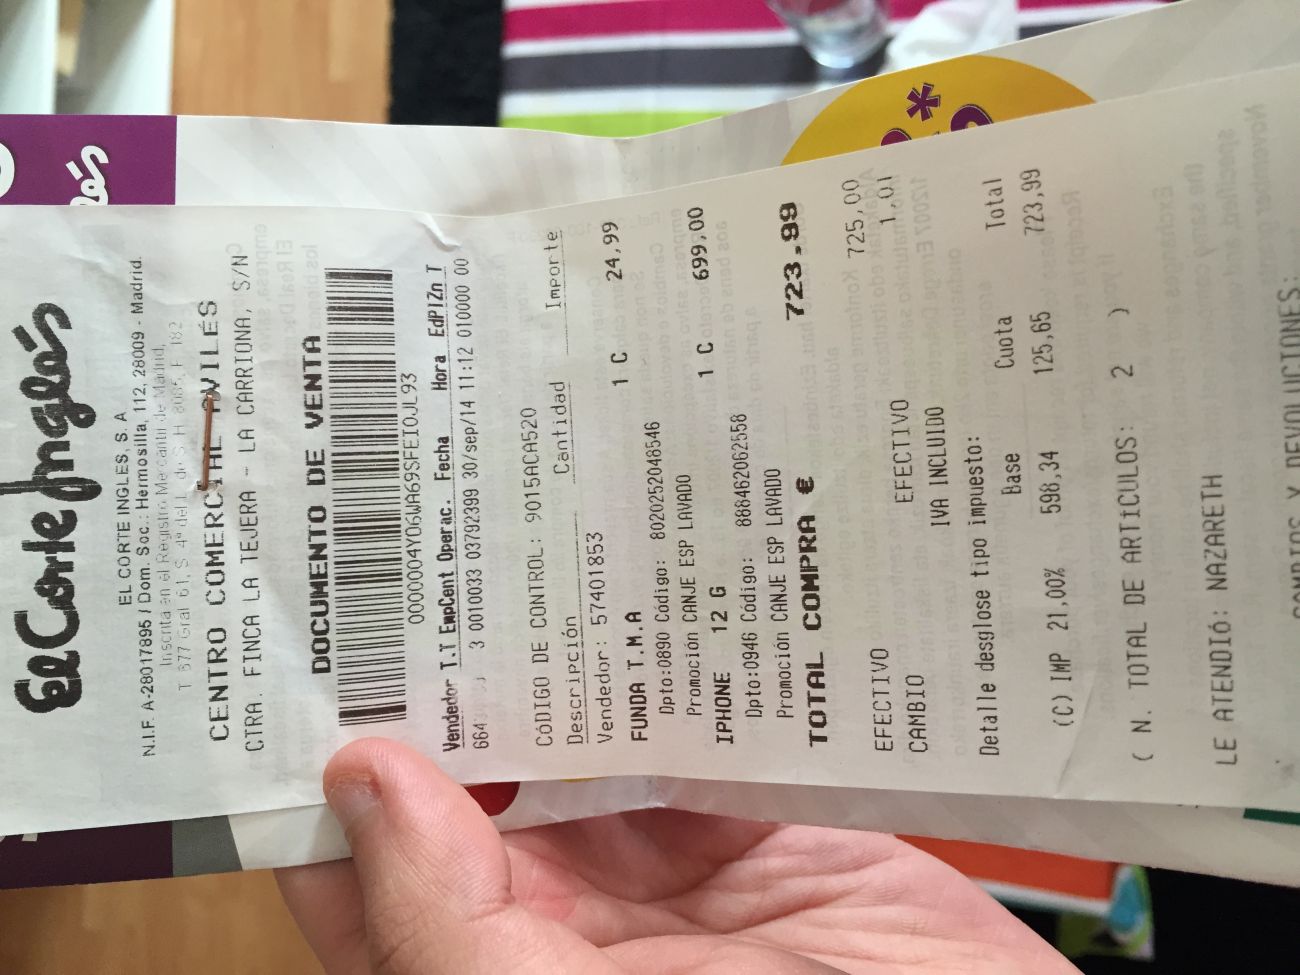 El Corte Inglés
EL CORTE INGLES, S. A
N.I.F. A-28017895 / Dom. Soc.: Hermosilla, 112, 28009 - Madrid.
Inscrita en el Registro Mercantil de Madrid,
CENTRO COMERCIAL AVILÉS
CTRA. FINCA LA TEJERA - LA CARRIONA, S/N
DOCUMENTO DE VENTA
0000004YD6WA69SFEIOJL93
Vendedor T.T EmpCent Operac. Fecha Hora EdPlZn T
3 0010033 03792399 30/sep/14 11:12 010000 00
CÓDIGO DE CONTROL: 9015ACA520
Descripción Cantidad Importe
Vendedor: 57401853
FUNDA T.M.A 1 C 24,99
Dpto:0890 Código: 8020252048546
Promoción CANJE ESP LAVADO
IPHONE 12 G 1 C 699,00
Dpto:0946 Código: 888462062558
Promoción CANJE ESP LAVADO
TOTAL COMPRA € 723.99
EFECTIVO EFECTIVO 725,00
CAMBIO 1,01
IVA INCLUIDO
Detalle desglose tipo impuesto:
Base Cuota Total
(C) IMP 21,00% 598,34 125,65 723,99
( N. TOTAL DE ARTICULOS: 2 )
LE ATENDIÓ: NAZARETH
CAMBIOS Y DEVOLUCIONES: